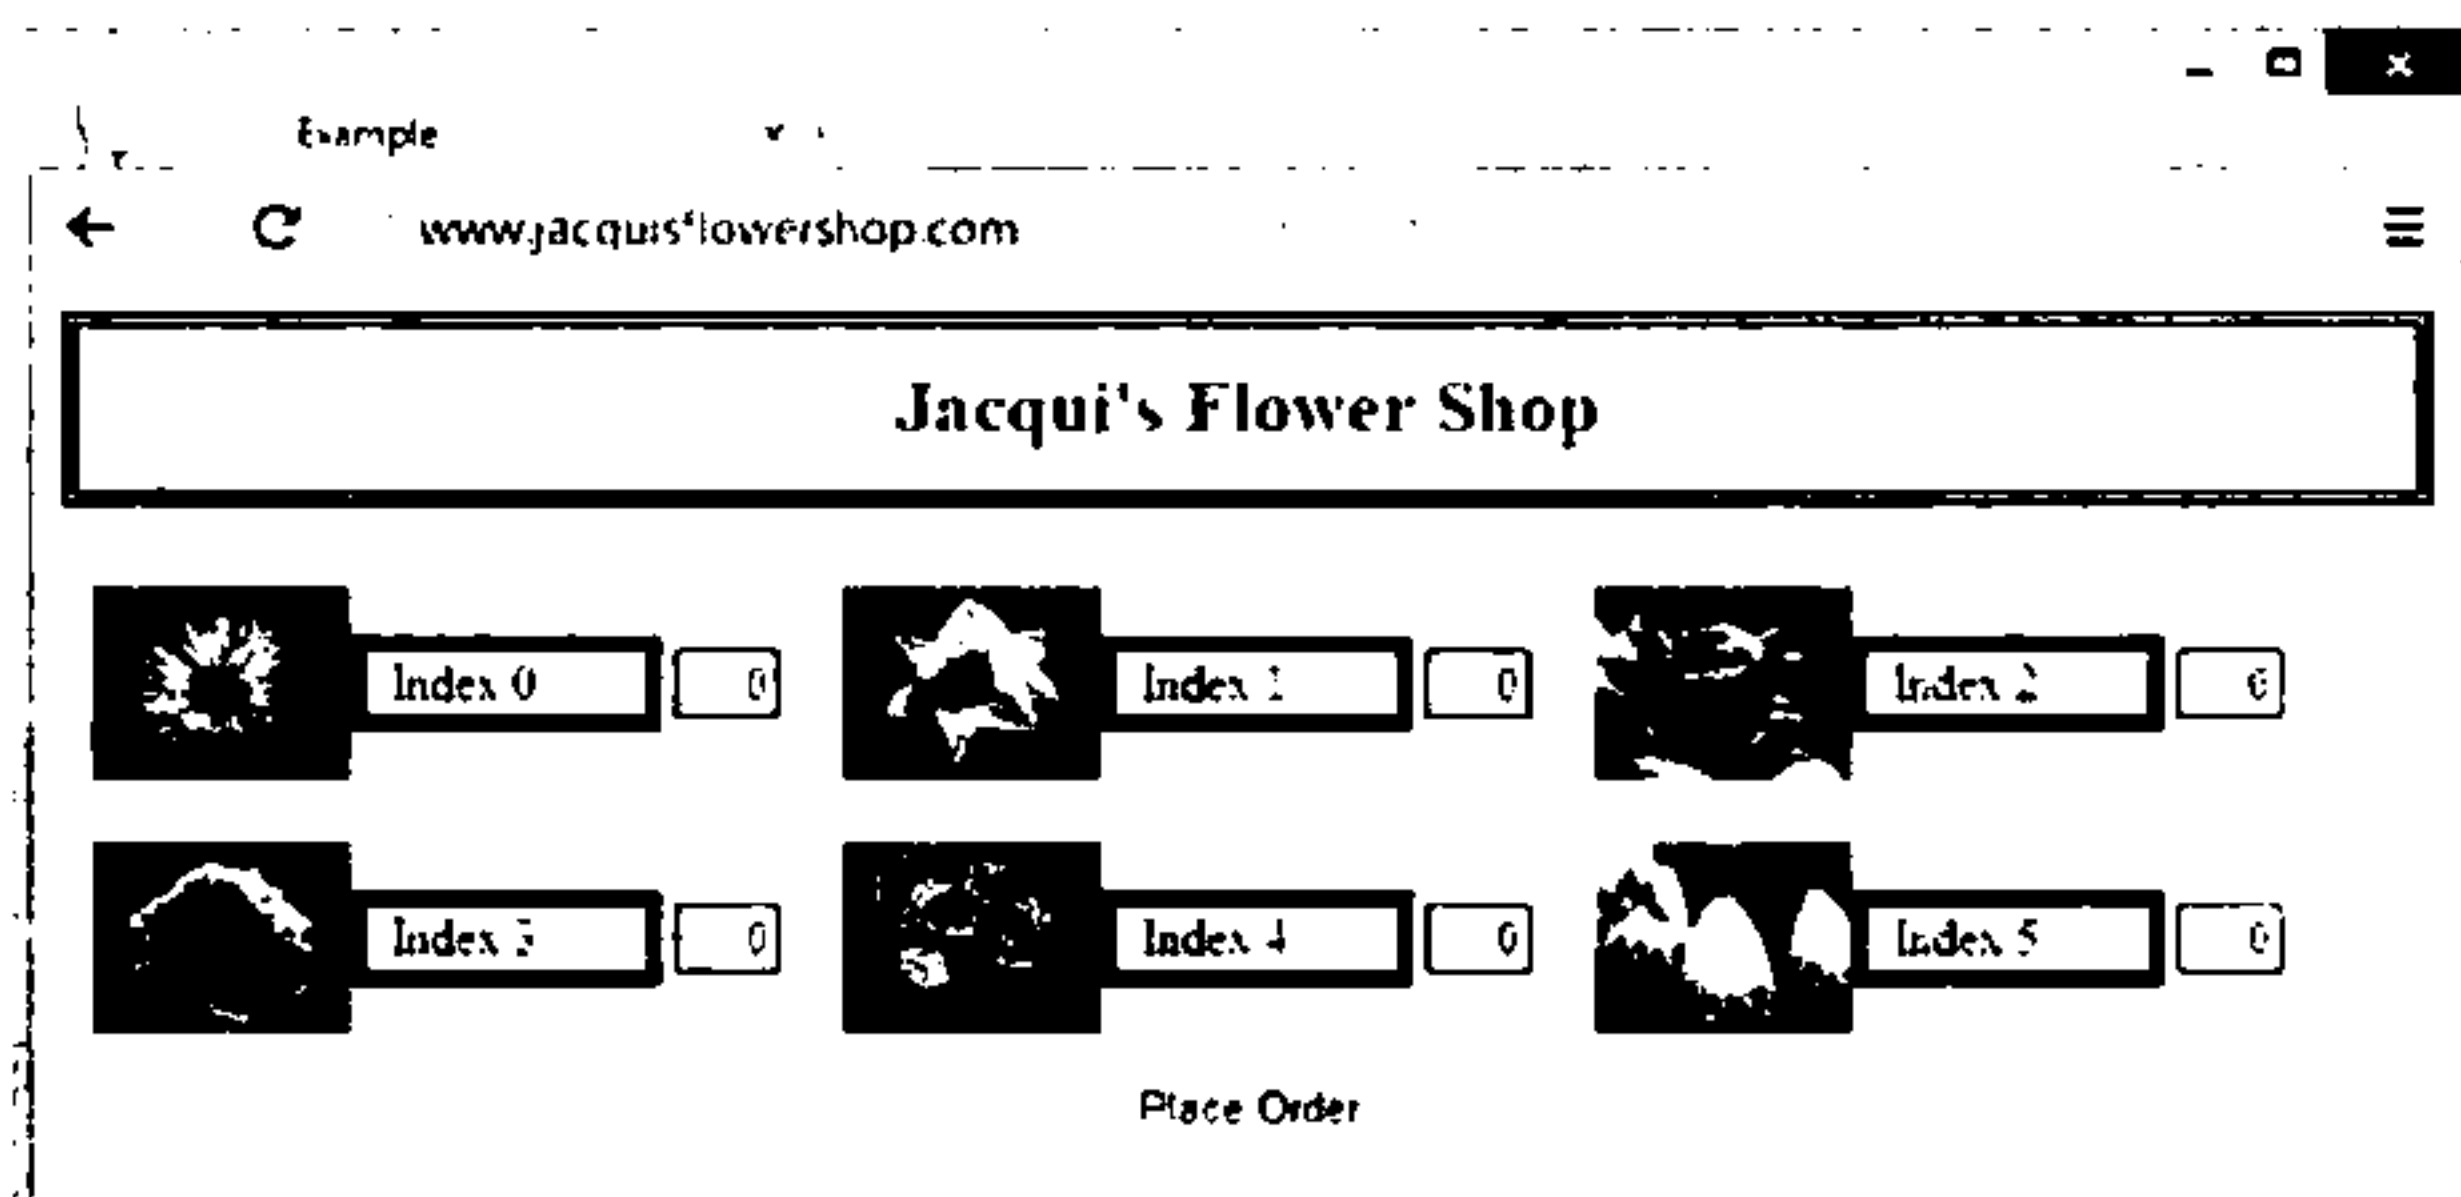 Example
www.jacquisflowershop.com
Jacqui's Flower Shop
Index 0 0 Index 1 0 Index 2 0
Index 3 0 Index 4 0 Index 5 0
Place Order